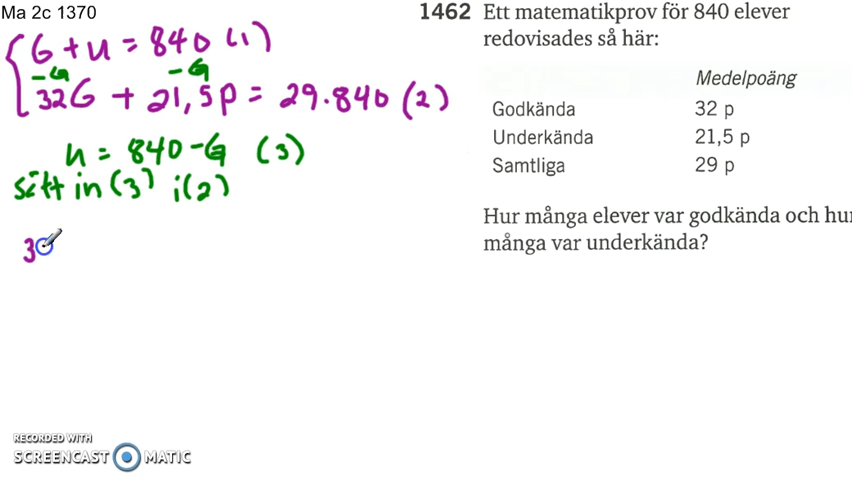 Ma 2c 1370
G + u = 840 (1)
-G -G
32G + 21,5p = 29·840 (2)
u = 840 - G (3)
sätt in (3) i (2)
3
1462 Ett matematikprov för 840 elever
redovisades så här:
Medelpoäng
Godkända 32 p
Underkända 21,5 p
Samtliga 29 p
Hur många elever var godkända och hur
många var underkända?
RECORDED WITH
SCREENCAST MATIC